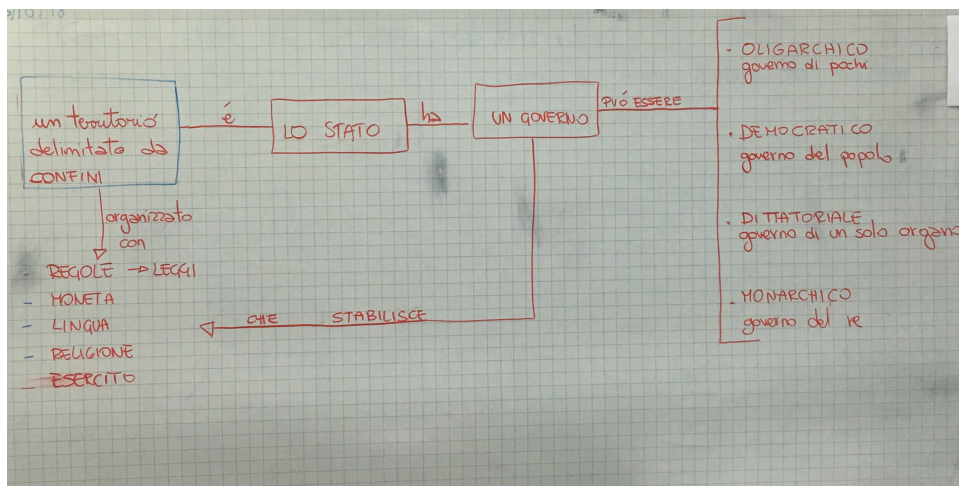 un territorio
delimitato da
CONFINI
é
LO STATO
ha
UN GOVERNO
PUÓ ESSERE
- OLIGARCHICO
governo di pochi
. DEMOCRATICO
governo del popolo
. DITTATORIALE
governo di un solo organo
. MONARCHICO
governo del re
organizzato
con
- REGOLE → LEGGI
- MONETA
- LINGUA
- RELIGIONE
ESERCITO
CHE STABILISCE